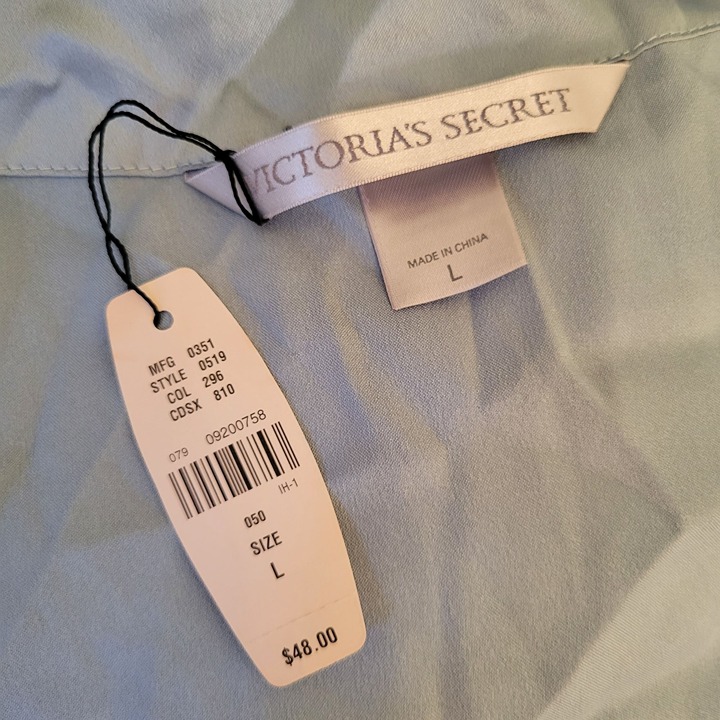 VICTORIA'S SECRET
MADE IN CHINA
L
MFG 0351
STYLE 0519
COL 296
CDSX 810
079 09200758
IH-1
050
SIZE
L
$48.00